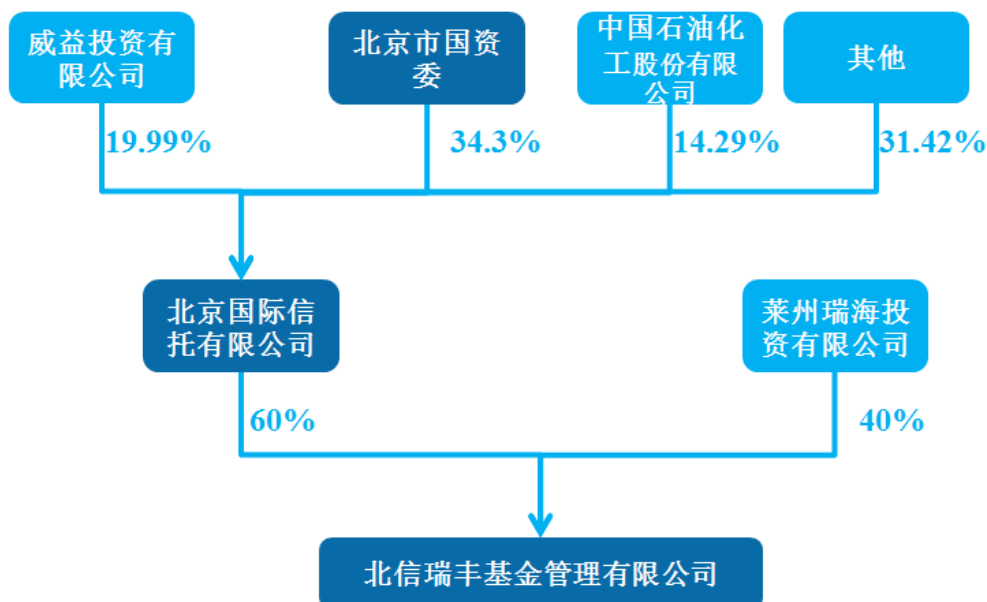 威益投资有
限公司
北京市国资
委
中国石油化
工股份有限
公司
其他
19.99%
34.3%
14.29%
31.42%
北京国际信
托有限公司
莱州瑞海投
资有限公司
60%
40%
北信瑞丰基金管理有限公司